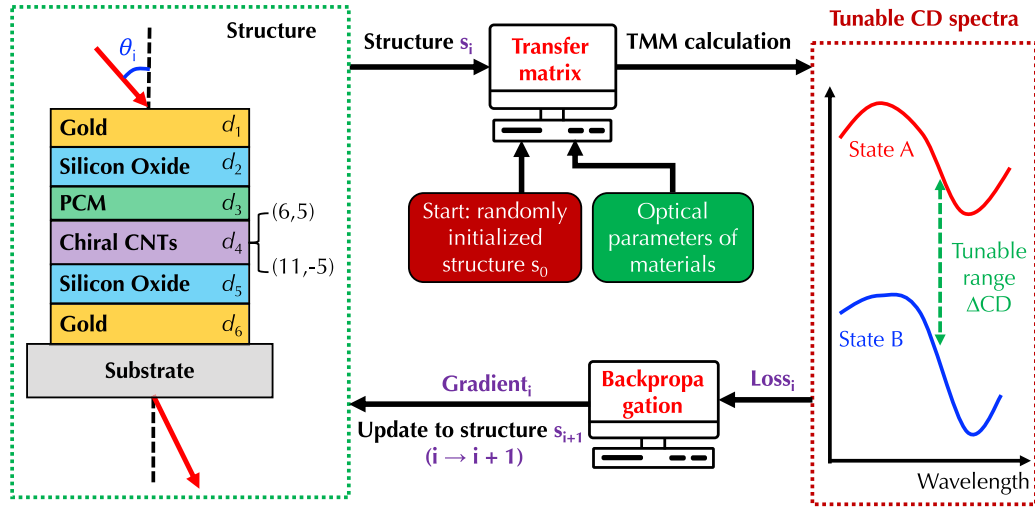 Structure
θi
Gold d1
Silicon Oxide d2
PCM d3
Chiral CNTs d4
(6,5)
(11,-5)
Silicon Oxide d5
Gold d6
Substrate
Structure si
Transfer
matrix
TMM calculation
Start: randomly
initialized
structure s0
Optical
parameters of
materials
Gradienti
Update to structure si+1
(i → i + 1)
Backpropa
gation
Lossi
Tunable CD spectra
State A
Tunable
range
ΔCD
State B
Wavelength